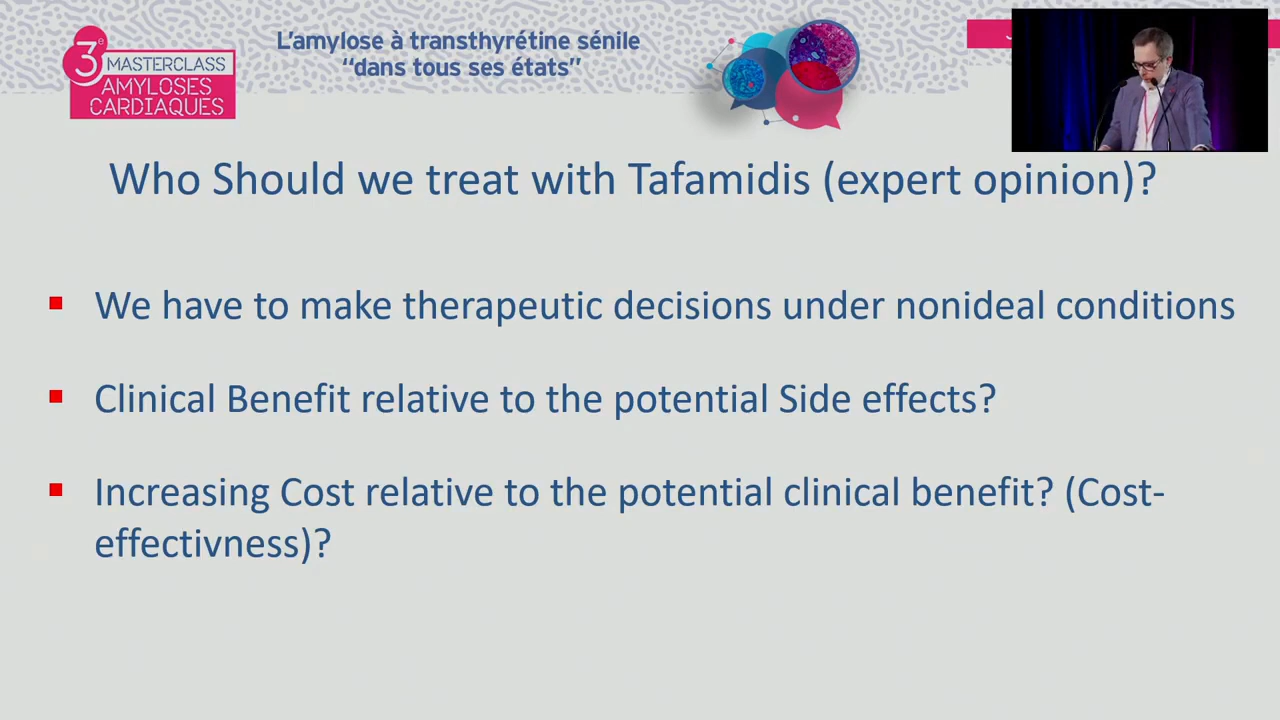 3e MASTERCLASS
AMYLOSES
CARDIAQUES
L'amylose à transthyrétine sénile
“dans tous ses états”
Who Should we treat with Tafamidis (expert opinion)?
We have to make therapeutic decisions under nonideal conditions
Clinical Benefit relative to the potential Side effects?
Increasing Cost relative to the potential clinical benefit? (Cost-
effectivness)?